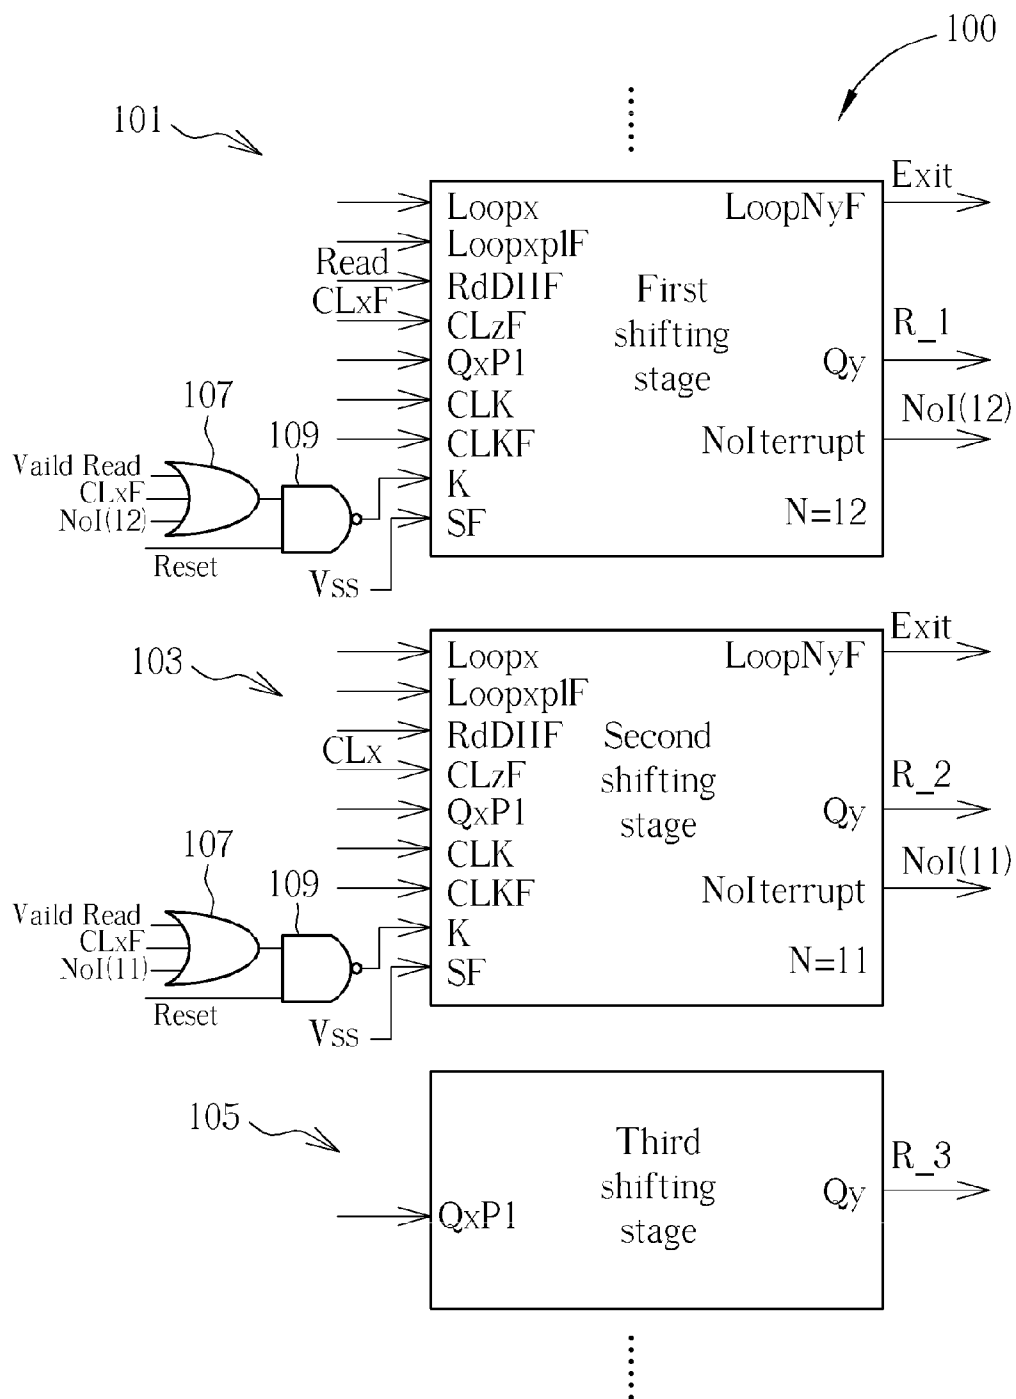 100
101
Exit
Loopx
LoopNyF
Loopxp1F
Read
RdDIIF
First
shifting
stage
CLxF
CLzF
R_1
QxP1
Qy
CLK
NoI(12)
CLKF
NoIterrupt
107
109
Vaild Read
CLxF
NoI(12)
Reset
K
SF
N=12
Vss
103
Exit
Loopx
LoopNyF
Loopxp1F
RdDIIF
Second
shifting
stage
CLx
CLzF
R_2
QxP1
Qy
CLK
NoI(11)
CLKF
NoIterrupt
107
109
Vaild Read
CLxF
NoI(11)
Reset
K
SF
N=11
Vss
105
Third
shifting
stage
R_3
QxP1
Qy